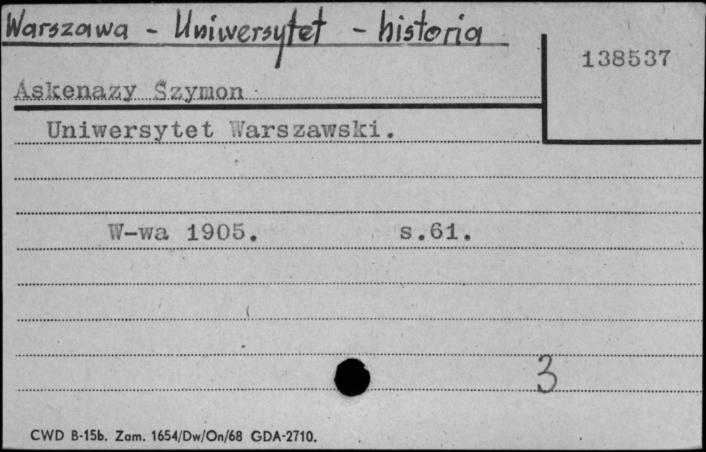 Warszawa - Uniwersytet - historia
138537
Askenazy Szymon
Uniwersytet Warszawski.
W-wa 1905. s.61.
3
CWD B-15b. Zam. 1654/Dw/On/68 GDA-2710.